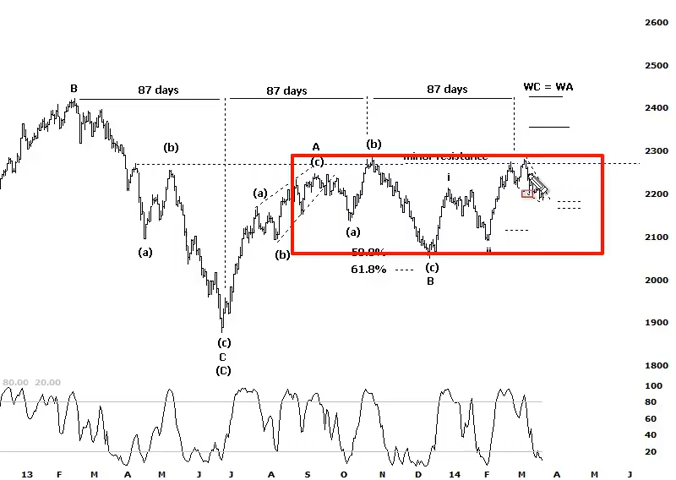 2600
2500
2400
2300
2200
2100
2000
1900
1800
B
87 days
87 days
87 days
WC = WA
(b)
A
(c)
(b)
minor resistance
i
(a)
(a)
(b)
(a)
ii
50.0%
61.8%
(c)
B
(c)
C
(C)
80.00 20.00
100
80
60
40
20
13 F M A M J J A S O N D 14 F M A M J